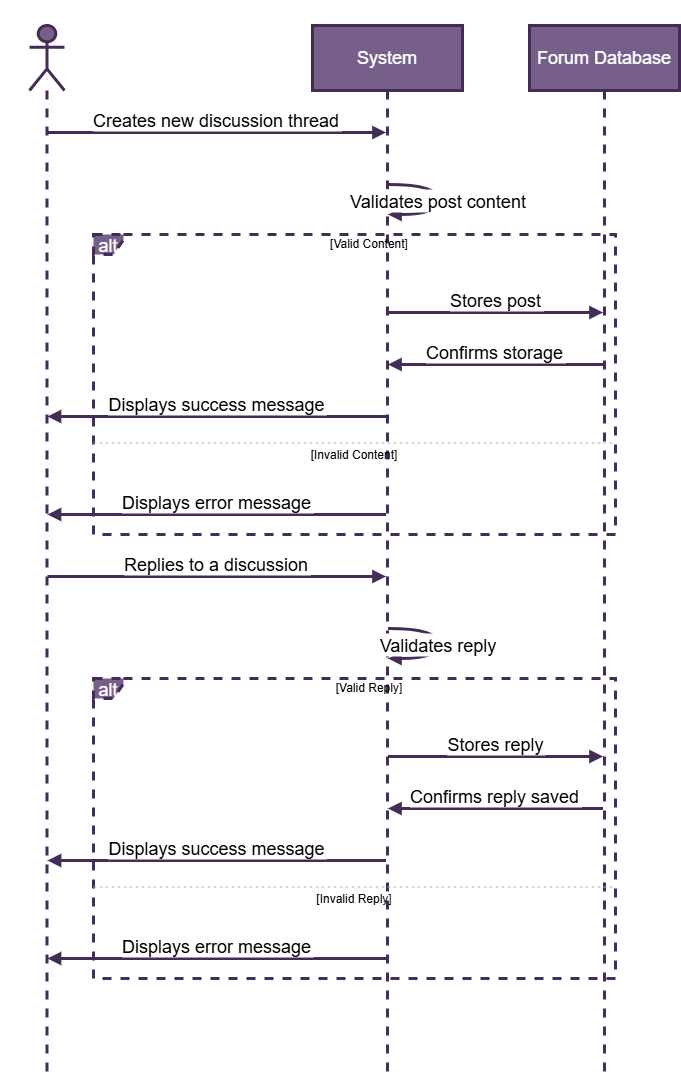 System
Forum Database
Creates new discussion thread
Validates post content
alt
[Valid Content]
Stores post
Confirms storage
Displays success message
[Invalid Content]
Displays error message
Replies to a discussion
Validates reply
alt
[Valid Reply]
Stores reply
Confirms reply saved
Displays success message
[Invalid Reply]
Displays error message